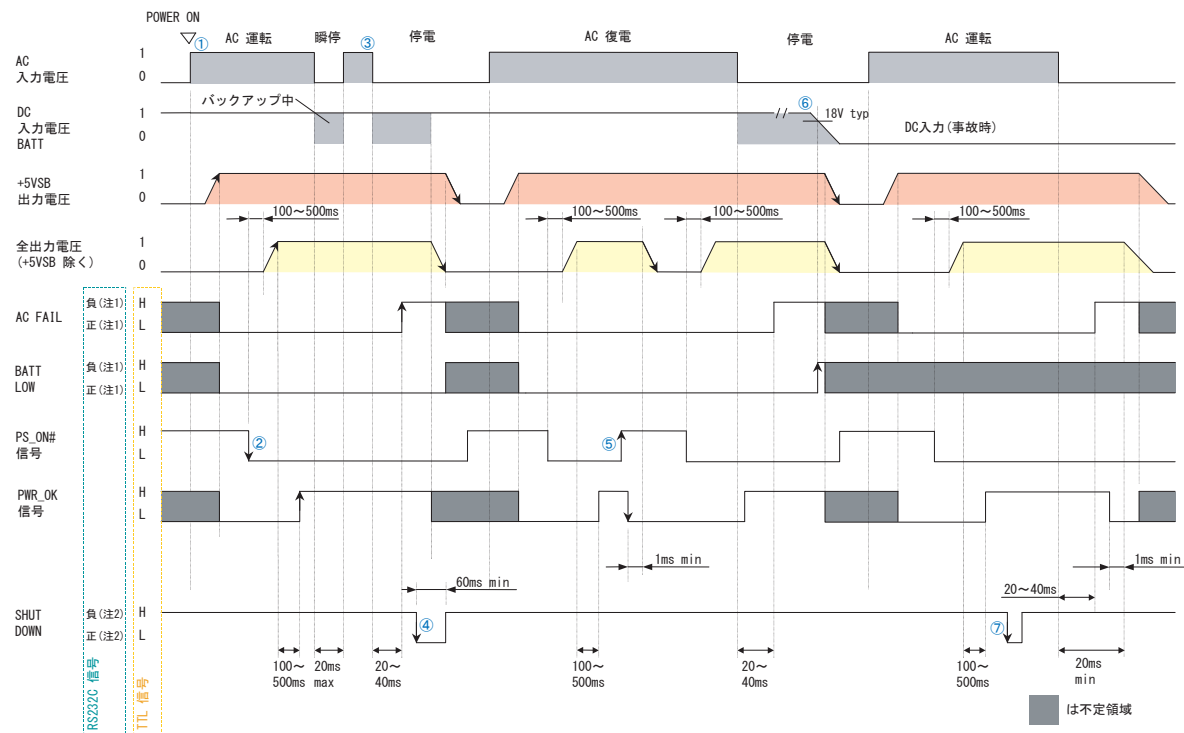 POWER ON
① AC 運転 瞬停 ③ 停電 AC 復電 停電 AC 運転
AC
入力電圧
1
0
バックアップ中
DC
入力電圧
BATT
1
0
⑥
18V typ
DC入力(事故時)
+5VSB
出力電圧
1
0
100～500ms 100～500ms 100～500ms 100～500ms
全出力電圧
(+5VSB 除く)
1
0
AC FAIL
負(注1) H
正(注1) L
BATT
LOW
負(注1) H
正(注1) L
PS_ON#
信号
H
L
② ⑤
PWR_OK
信号
H
L
1ms min 1ms min
60ms min 20～40ms
SHUT
DOWN
負(注2) H
正(注2) L
④ ⑦
100～
500ms
20ms
max
20～
40ms
100～
500ms
20～
40ms
100～
500ms
20ms
min
RS232C 信号
TTL 信号
は不定領域